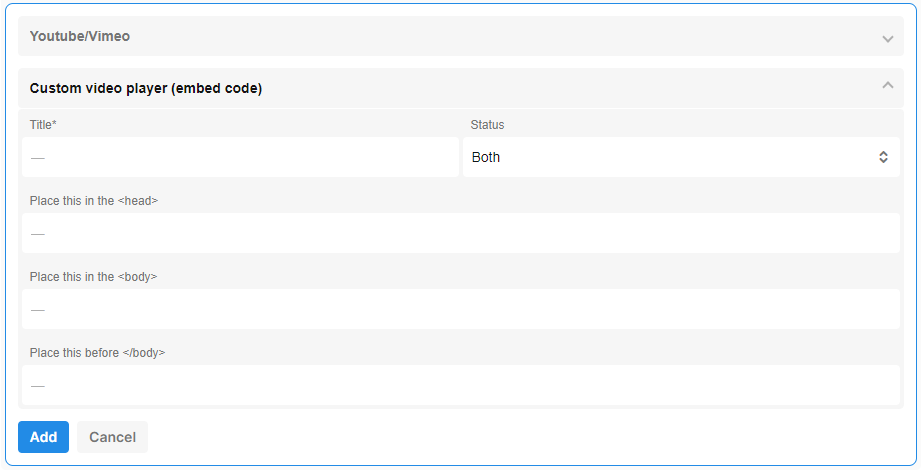 Youtube/Vimeo
Custom video player (embed code)
Title* Status
— Both
Place this in the <head>
—
Place this in the <body>
—
Place this before </body>
—
Add Cancel